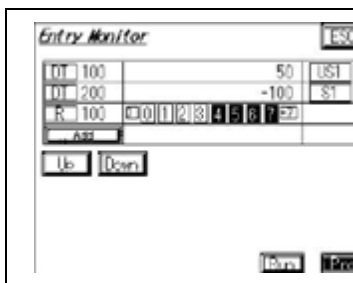 Entry Monitor ESC
DT 100 50 US1
DT 200 -100 S1
R 100 0 1 2 3 4 5 6 7
Add
Up Down
Run